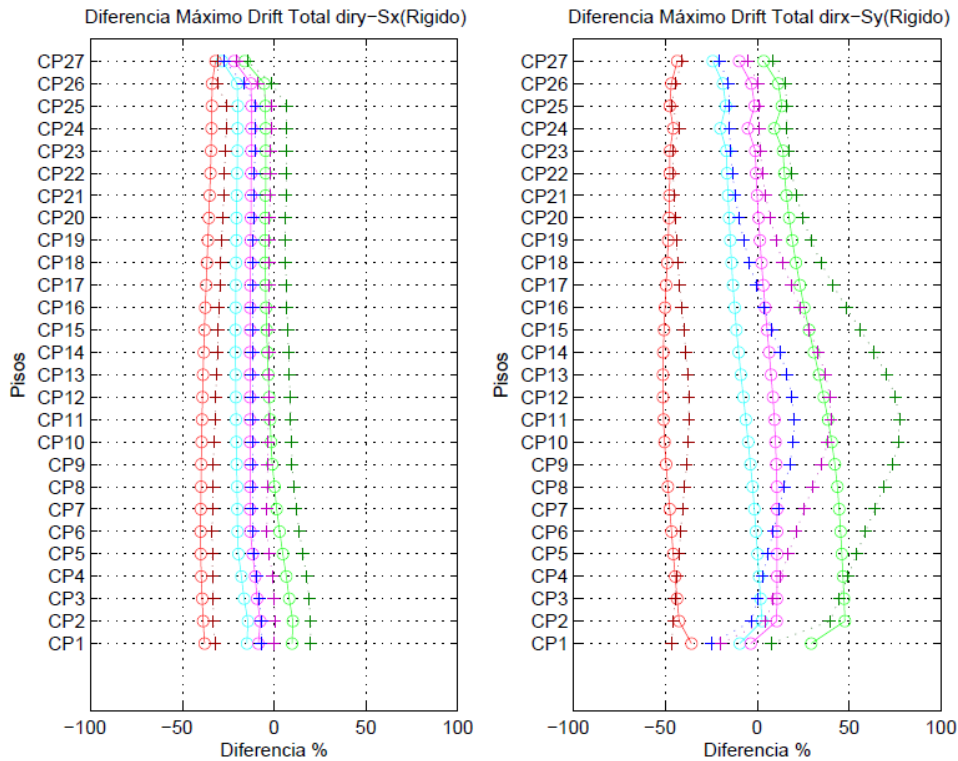 Diferencia Máximo Drift Total diry−Sx(Rigido)
CP27
CP26
CP25
CP24
CP23
CP22
CP21
CP20
CP19
CP18
CP17
CP16
CP15
CP14
CP13
CP12
CP11
CP10
CP9
CP8
CP7
CP6
CP5
CP4
CP3
CP2
CP1
Pisos
−100 −50 0 50 100
Diferencia %
Diferencia Máximo Drift Total dirx−Sy(Rigido)
CP27
CP26
CP25
CP24
CP23
CP22
CP21
CP20
CP19
CP18
CP17
CP16
CP15
CP14
CP13
CP12
CP11
CP10
CP9
CP8
CP7
CP6
CP5
CP4
CP3
CP2
CP1
Pisos
−100 −50 0 50 100
Diferencia %